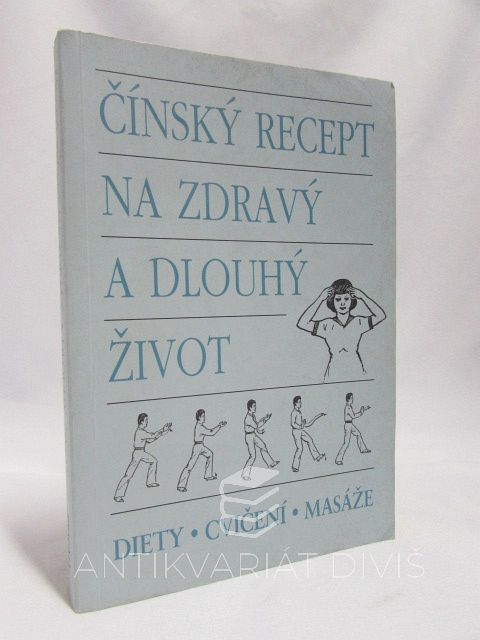 ČÍNSKÝ RECEPT
NA ZDRAVÝ
A DLOUHÝ
ŽIVOT
DIETY • CVIČENÍ • MASÁŽE
ANTIKVARIÁT DIVIŠ